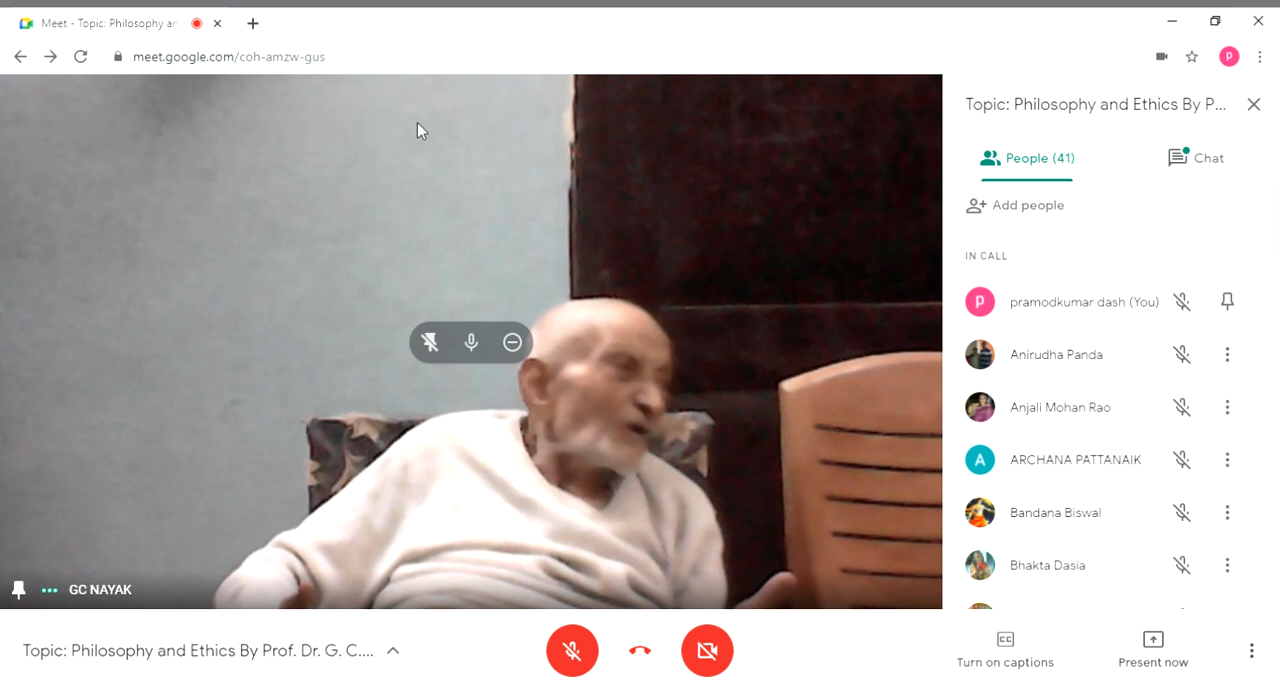 Meet - Topic: Philosophy an
meet.google.com/coh-amzw-gus
P
Topic: Philosophy and Ethics By P...
People (41)
Chat
Add people
IN CALL
P
pramodkumar dash (You)
Anirudha Panda
Anjali Mohan Rao
A
ARCHANA PATTANAIK
Bandana Biswal
Bhakta Dasia
GC NAYAK
Topic: Philosophy and Ethics By Prof. Dr. G. C....
CC
Turn on captions
Present now